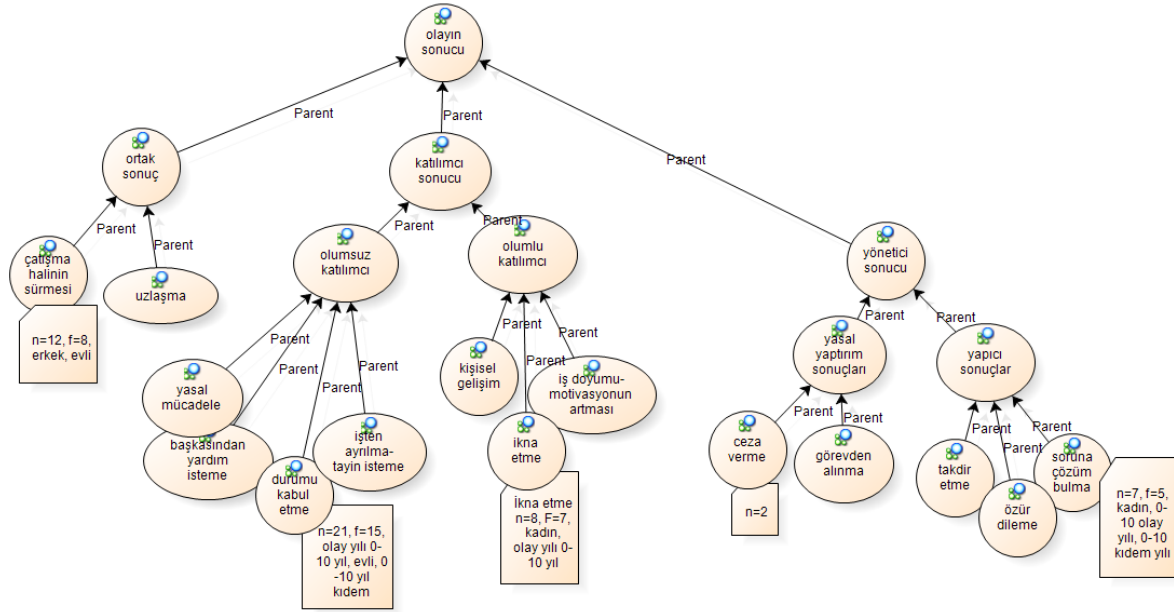 olayın
sonucu
Parent
Parent
Parent
ortak
sonuç
katılımcı
sonucu
Parent
Parent
Parent
Parent
çatışma
halinin
sürmesi
uzlaşma
olumsuz
katılımcı
olumlu
katılımcı
yönetici
sonucu
n=12, f=8,
erkek, evli
Parent
Parent
Parent
Parent
Parent
Parent
Parent
Parent
Parent
yasal
mücadele
başkasından
yardım
isteme
durumu
kabul
etme
işten
ayrılma-
tayin isteme
kişisel
gelişim
ikna
etme
iş doyumu-
motivasyonun
artması
yasal
yaptırım
sonuçları
yapıcı
sonuçlar
Parent
Parent
Parent
Parent
Parent
ceza
verme
görevden
alınma
takdir
etme
özür
dileme
soruna
çözüm
bulma
n=21, f=15,
olay yılı 0-
10 yıl, evli, 0
-10 yıl
kıdem
İkna etme
n=8, F=7,
kadın,
olay yılı 0-
10 yıl
n=2
n=7, f=5,
kadın, 0-
10 olay
yılı, 0-10
kıdem yılı